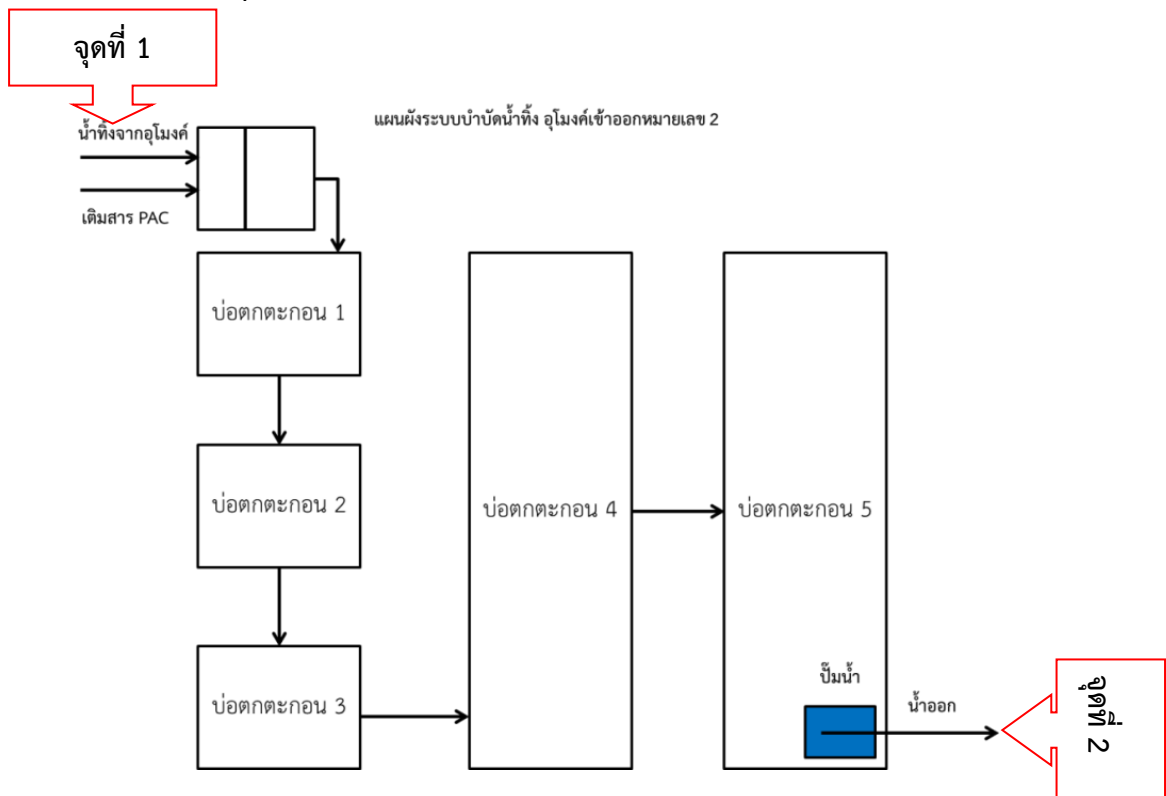 จุดที่ 1
แผนผังระบบบำบัดน้ำทิ้ง อุโมงค์เข้าออกหมายเลข 2
น้ำทิ้งจากอุโมงค์
เติมสาร PAC
บ่อตกตะกอน 1
บ่อตกตะกอน 2
บ่อตกตะกอน 4
บ่อตกตะกอน 5
บ่อตกตะกอน 3
ปั๊มน้ำ
น้ำออก
จุดที่ 2